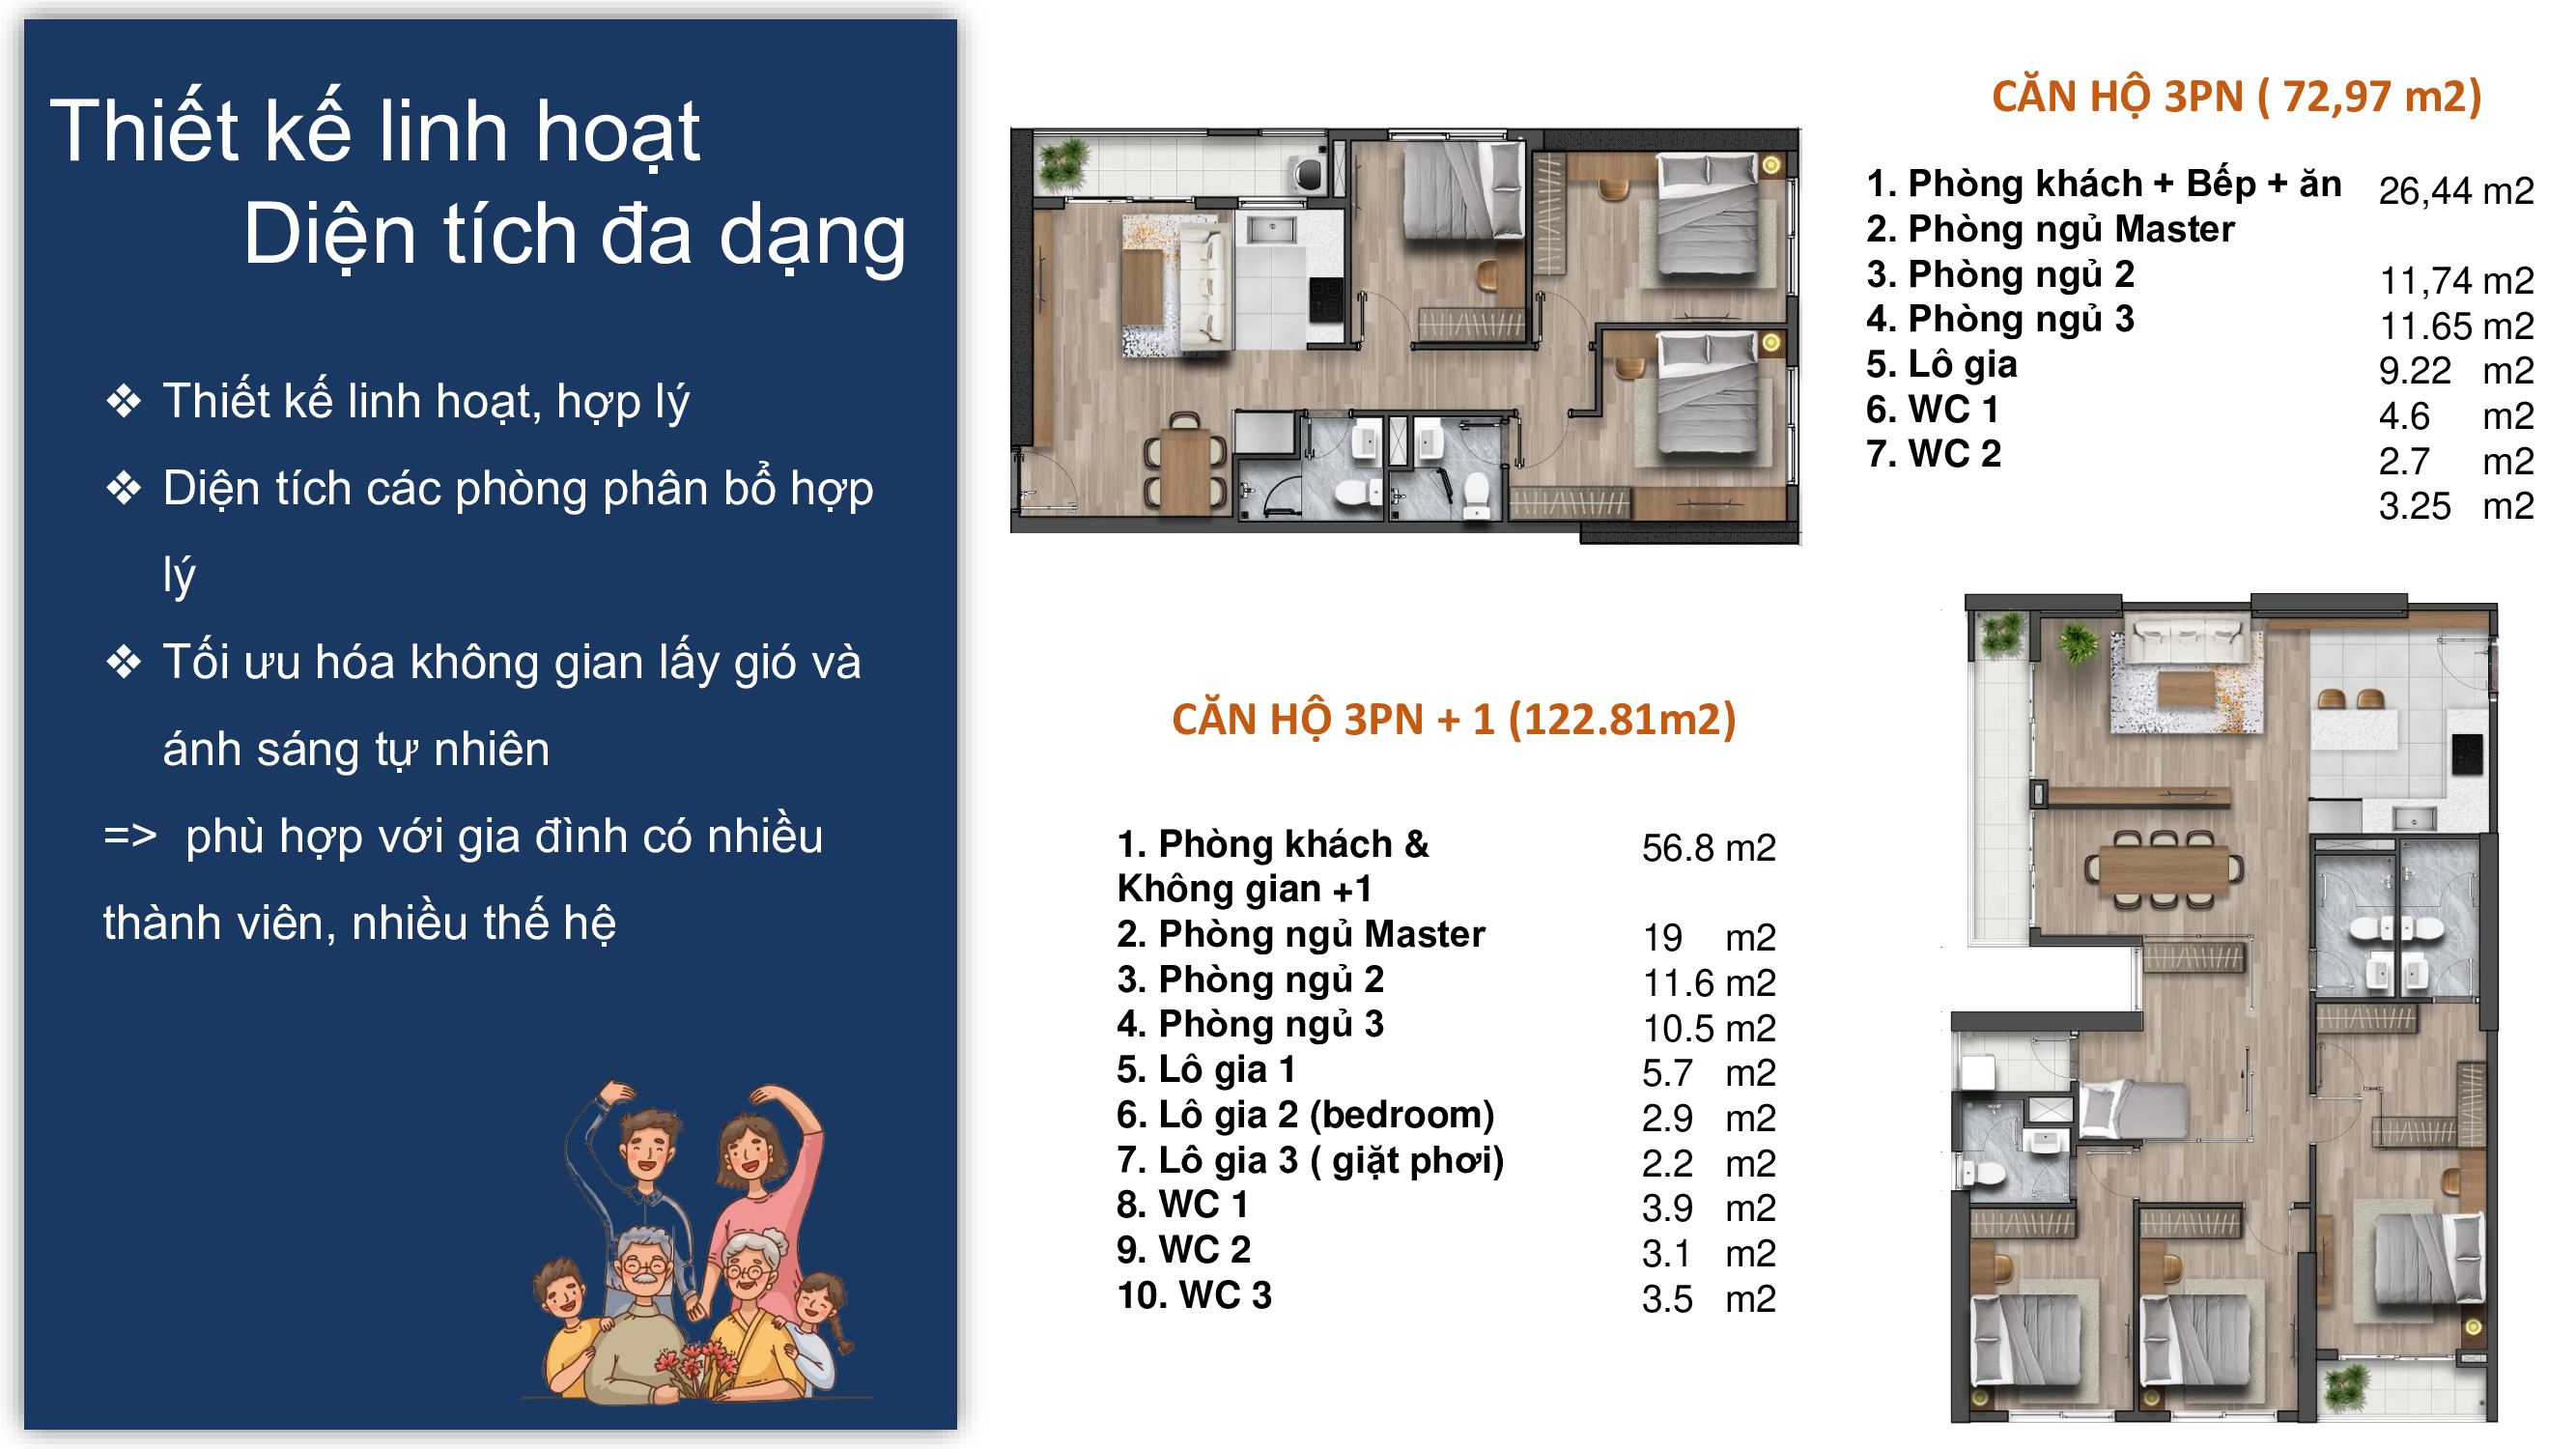 Thiết kế linh hoạt
Diện tích đa dạng
❖ Thiết kế linh hoạt, hợp lý
❖ Diện tích các phòng phân bổ hợp
lý
❖ Tối ưu hóa không gian lấy gió và
ánh sáng tự nhiên
=> phù hợp với gia đình có nhiều
thành viên, nhiều thế hệ
CĂN HỘ 3PN ( 72,97 m2)
1. Phòng khách + Bếp + ăn 26,44 m2
2. Phòng ngủ Master
3. Phòng ngủ 2 11,74 m2
4. Phòng ngủ 3 11.65 m2
5. Lô gia 9.22 m2
6. WC 1 4.6 m2
7. WC 2 2.7 m2
3.25 m2
CĂN HỘ 3PN + 1 (122.81m2)
1. Phòng khách & 56.8 m2
Không gian +1
2. Phòng ngủ Master 19 m2
3. Phòng ngủ 2 11.6 m2
4. Phòng ngủ 3 10.5 m2
5. Lô gia 1 5.7 m2
6. Lô gia 2 (bedroom) 2.9 m2
7. Lô gia 3 ( giặt phơi) 2.2 m2
8. WC 1 3.9 m2
9. WC 2 3.1 m2
10. WC 3 3.5 m2